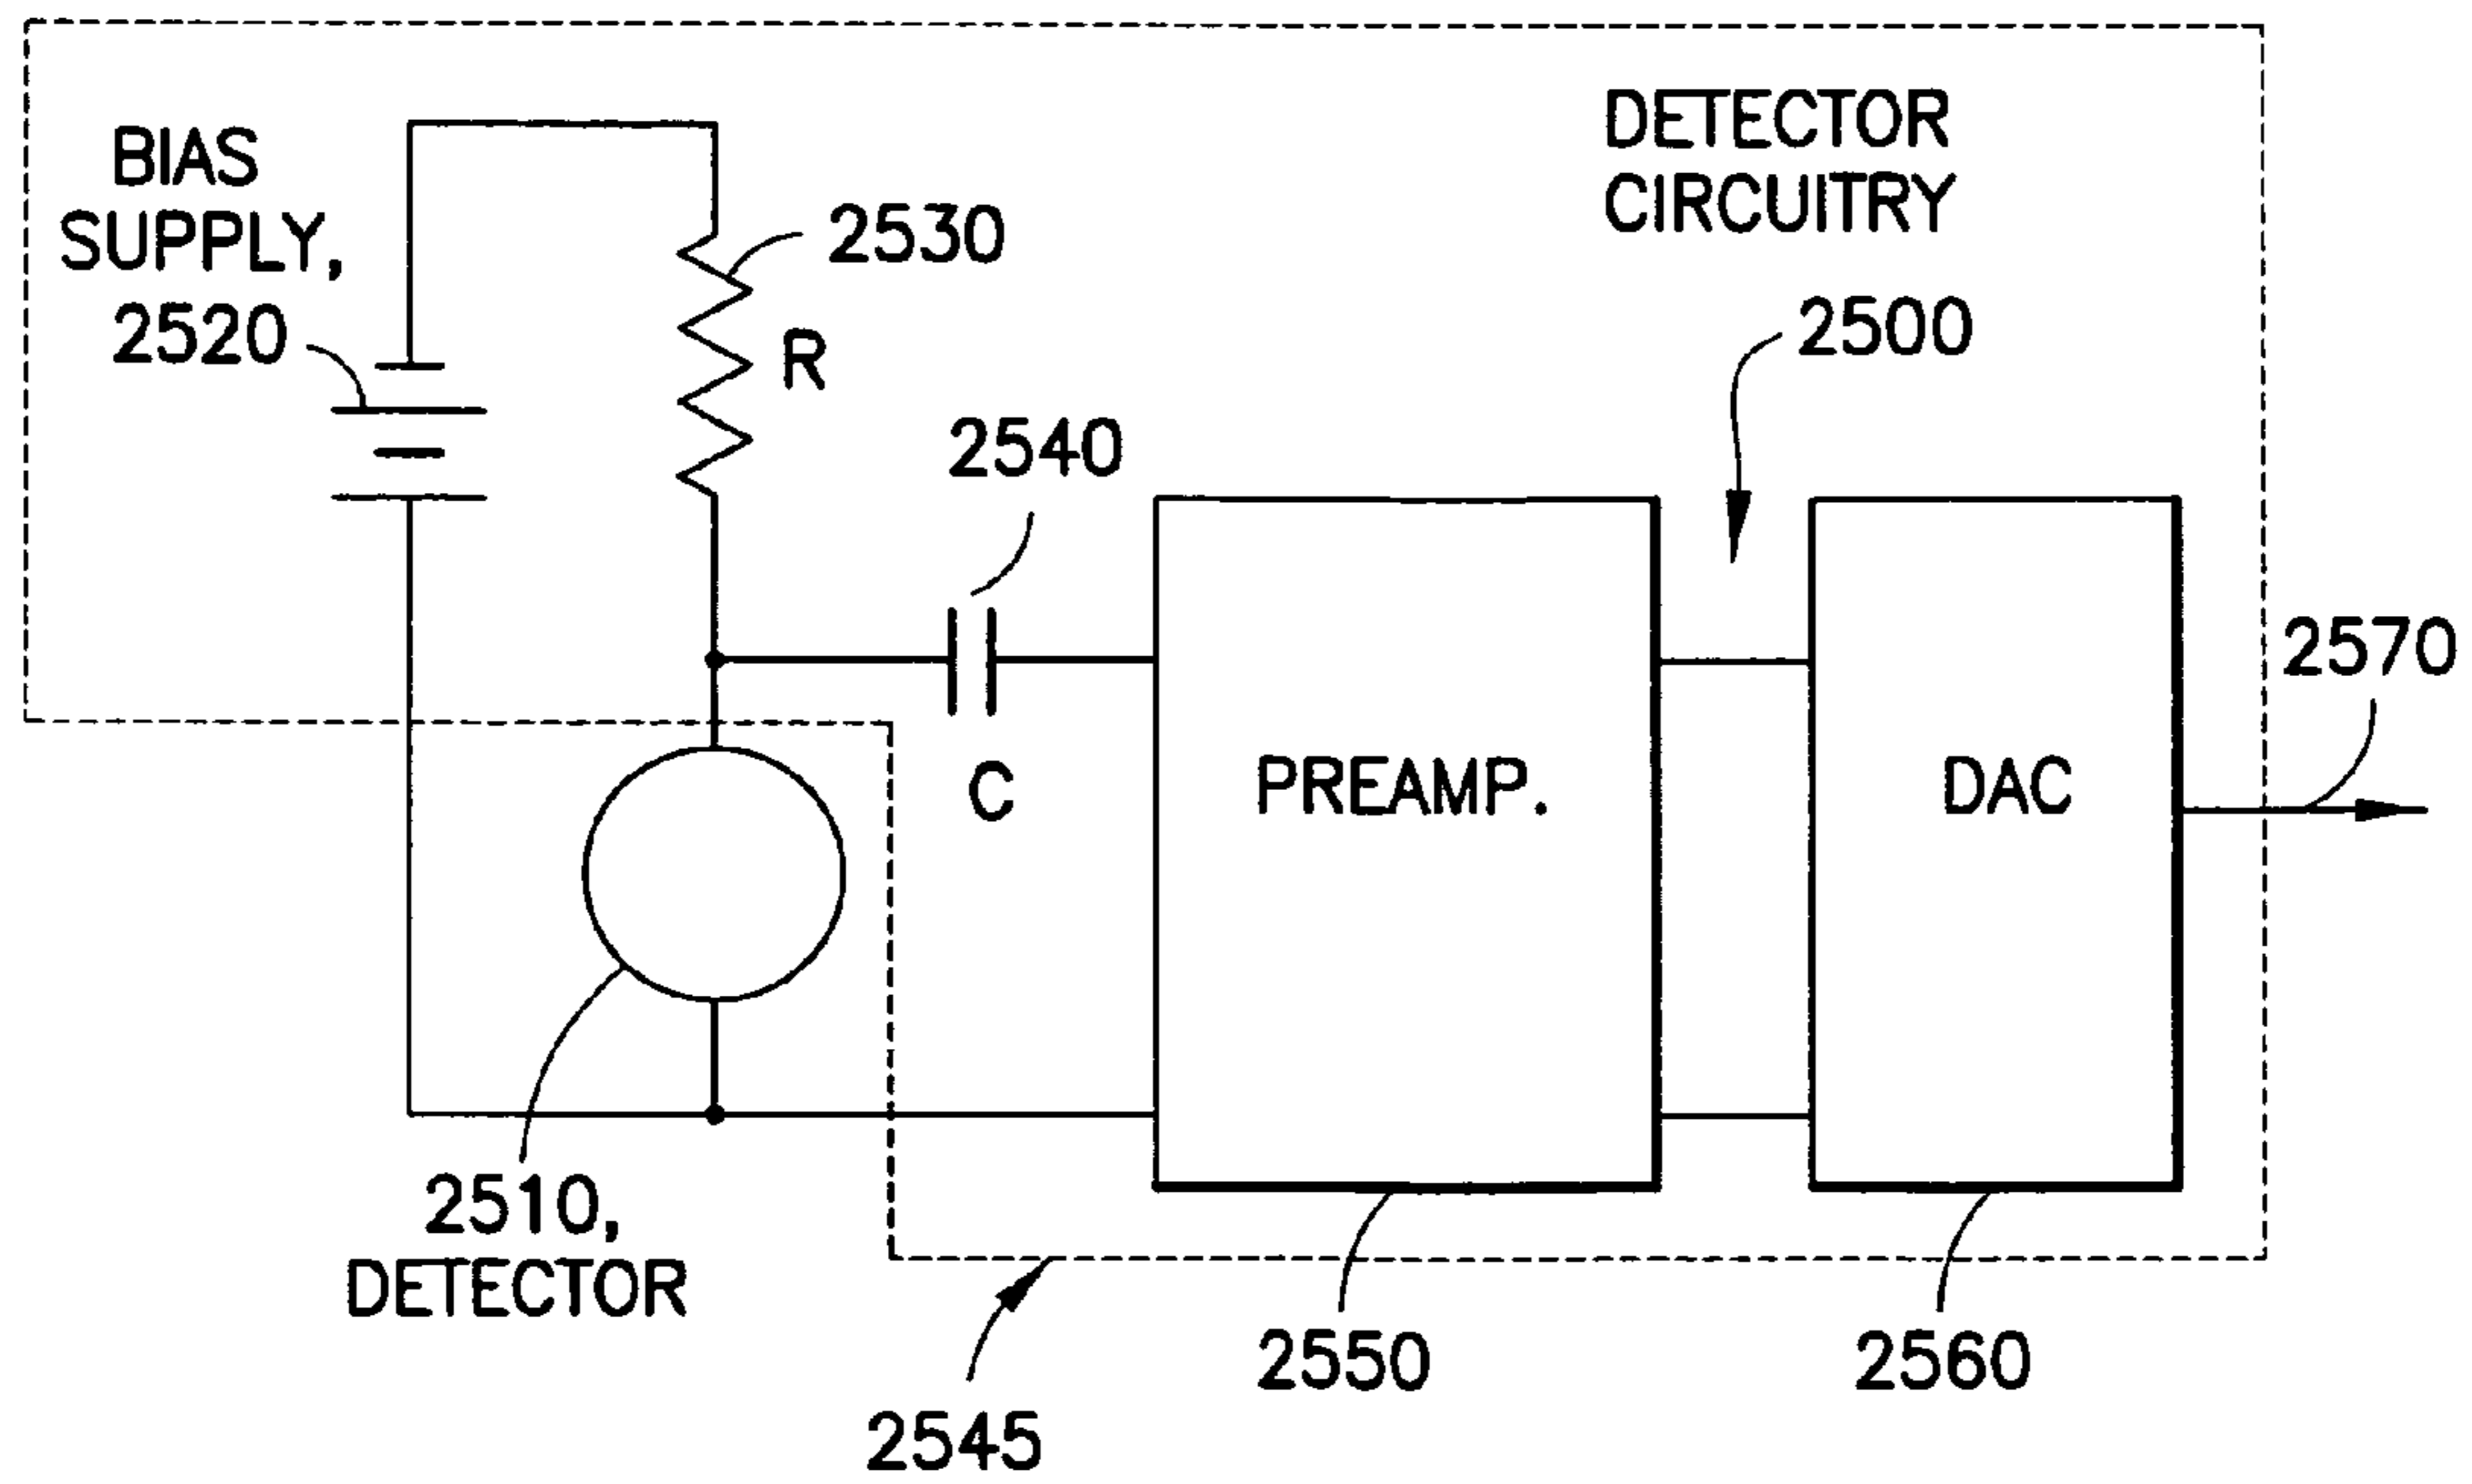 BIAS
SUPPLY,
2520
2530
R
DETECTOR
CIRCUITRY
2500
2540
C
PREAMP.
DAC
2570
2510,
DETECTOR
2545
2550
2560